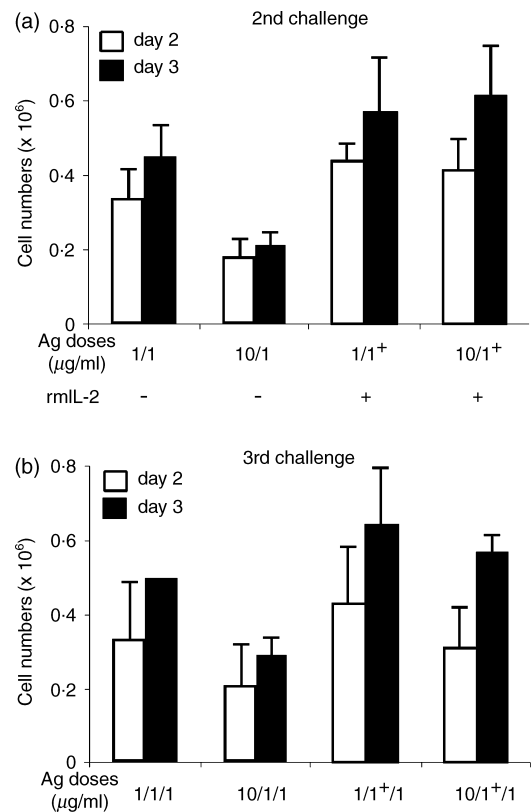 (a)
2nd challenge
day 2
day 3
Cell numbers (x 10⁶)
0·8
0·6
0·4
0·2
0
Ag doses
(µg/ml)
1/1 10/1 1/1⁺ 10/1⁺
rmIL-2 - - + +
(b)
3rd challenge
day 2
day 3
Cell numbers (x 10⁶)
0·8
0·6
0·4
0·2
0
Ag doses
(µg/ml)
1/1/1 10/1/1 1/1⁺/1 10/1⁺/1